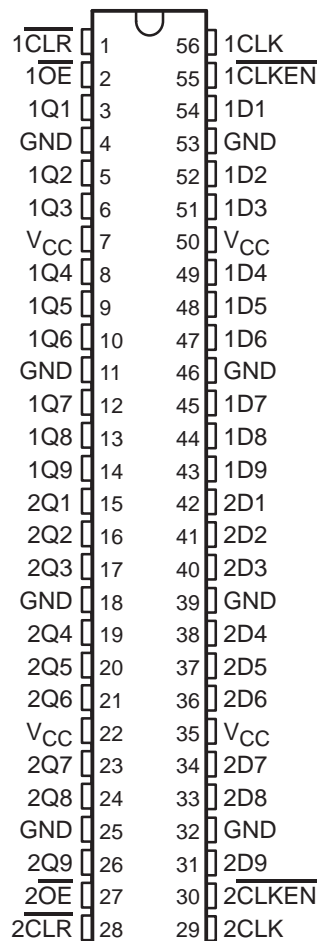 1CLR 1 56 1CLK
1OE 2 55 1CLKEN
1Q1 3 54 1D1
GND 4 53 GND
1Q2 5 52 1D2
1Q3 6 51 1D3
VCC 7 50 VCC
1Q4 8 49 1D4
1Q5 9 48 1D5
1Q6 10 47 1D6
GND 11 46 GND
1Q7 12 45 1D7
1Q8 13 44 1D8
1Q9 14 43 1D9
2Q1 15 42 2D1
2Q2 16 41 2D2
2Q3 17 40 2D3
GND 18 39 GND
2Q4 19 38 2D4
2Q5 20 37 2D5
2Q6 21 36 2D6
VCC 22 35 VCC
2Q7 23 34 2D7
2Q8 24 33 2D8
GND 25 32 GND
2Q9 26 31 2D9
2OE 27 30 2CLKEN
2CLR 28 29 2CLK